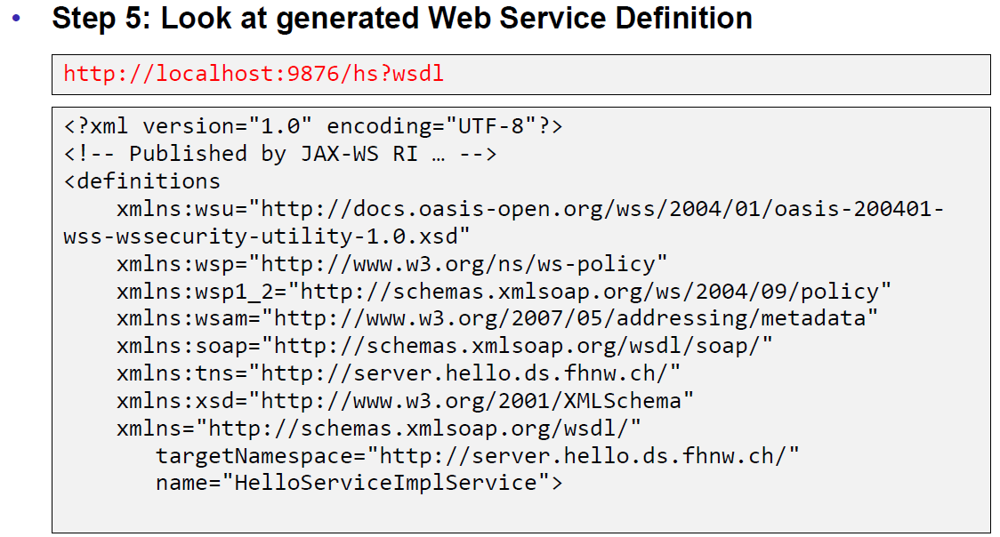 • Step 5: Look at generated Web Service Definition
http://localhost:9876/hs?wsdl
<?xml version="1.0" encoding="UTF-8"?>
<!-- Published by JAX-WS RI … -->
<definitions
    xmlns:wsu="http://docs.oasis-open.org/wss/2004/01/oasis-200401-
wss-wssecurity-utility-1.0.xsd"
    xmlns:wsp="http://www.w3.org/ns/ws-policy"
    xmlns:wsp1_2="http://schemas.xmlsoap.org/ws/2004/09/policy"
    xmlns:wsam="http://www.w3.org/2007/05/addressing/metadata"
    xmlns:soap="http://schemas.xmlsoap.org/wsdl/soap/"
    xmlns:tns="http://server.hello.ds.fhnw.ch/"
    xmlns:xsd="http://www.w3.org/2001/XMLSchema"
    xmlns="http://schemas.xmlsoap.org/wsdl/"
       targetNamespace="http://server.hello.ds.fhnw.ch/"
       name="HelloServiceImplService">